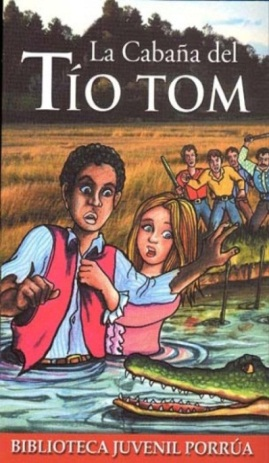 La Cabaña del
TÍO TOM
BIBLIOTECA JUVENIL PORRÚA